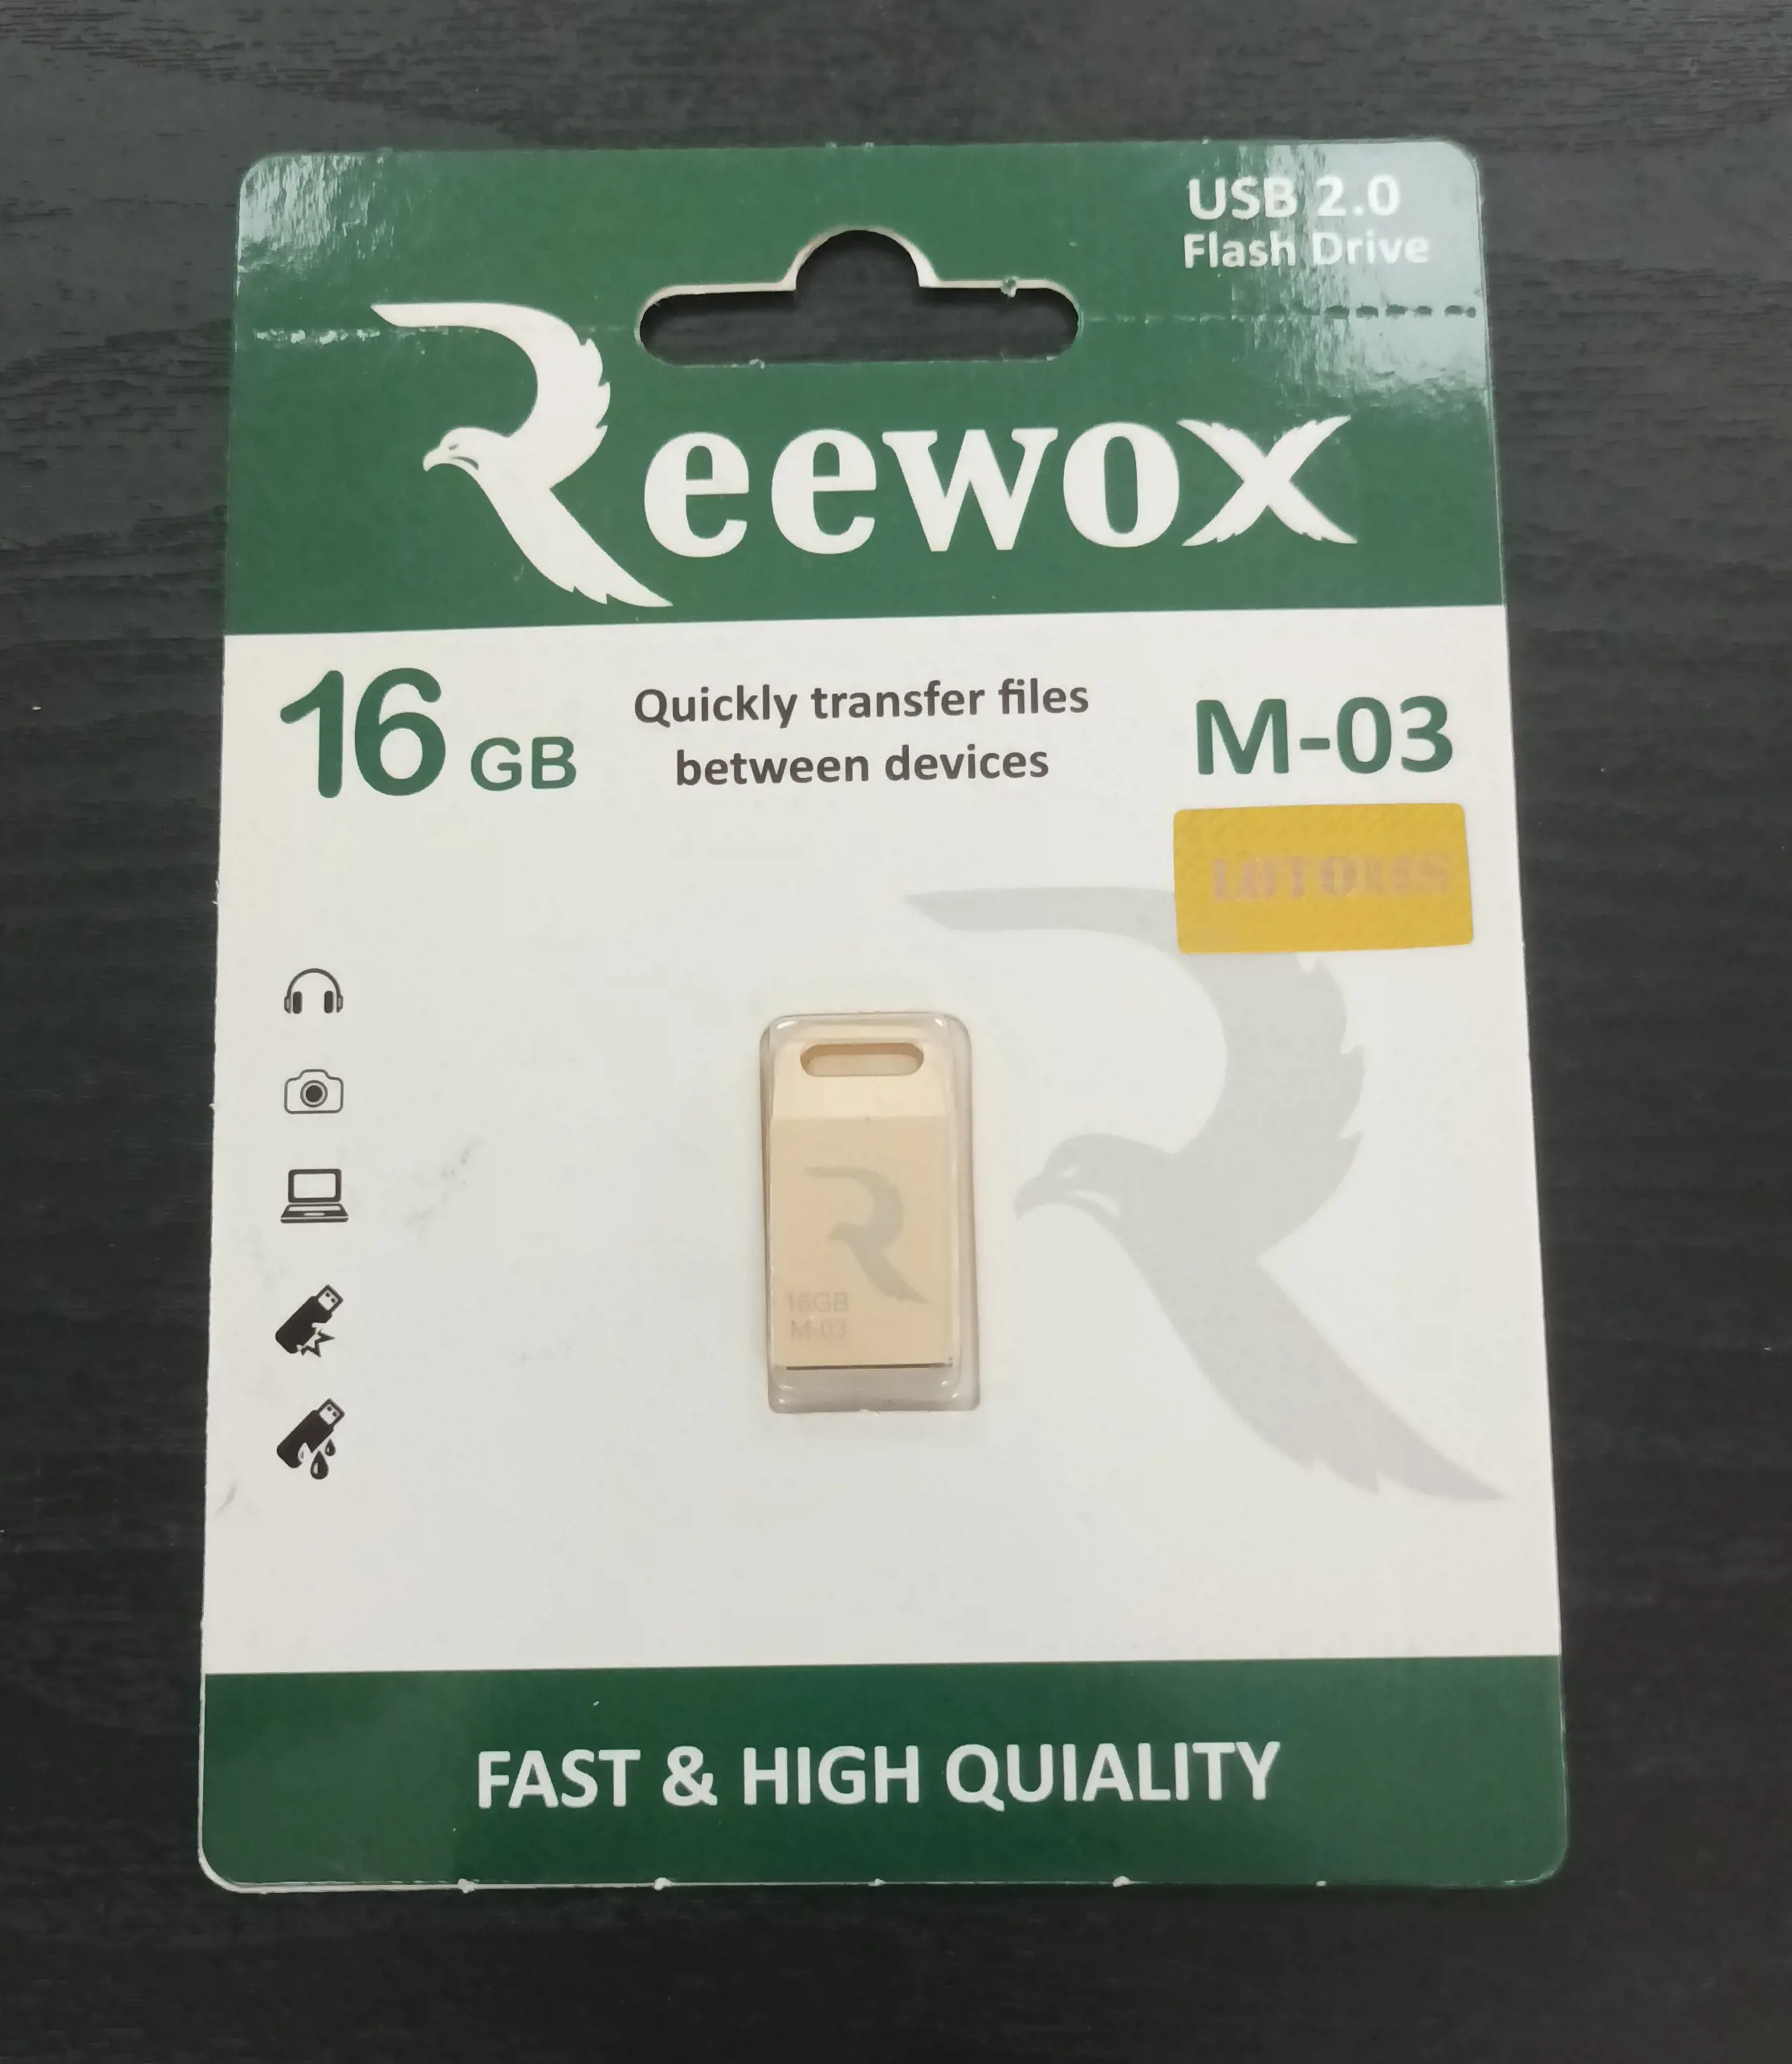 USB 2.0
Flash Drive
Reewox
16 GB
Quickly transfer files
between devices
M-03
16GB
M-03
FAST & HIGH QUIALITY